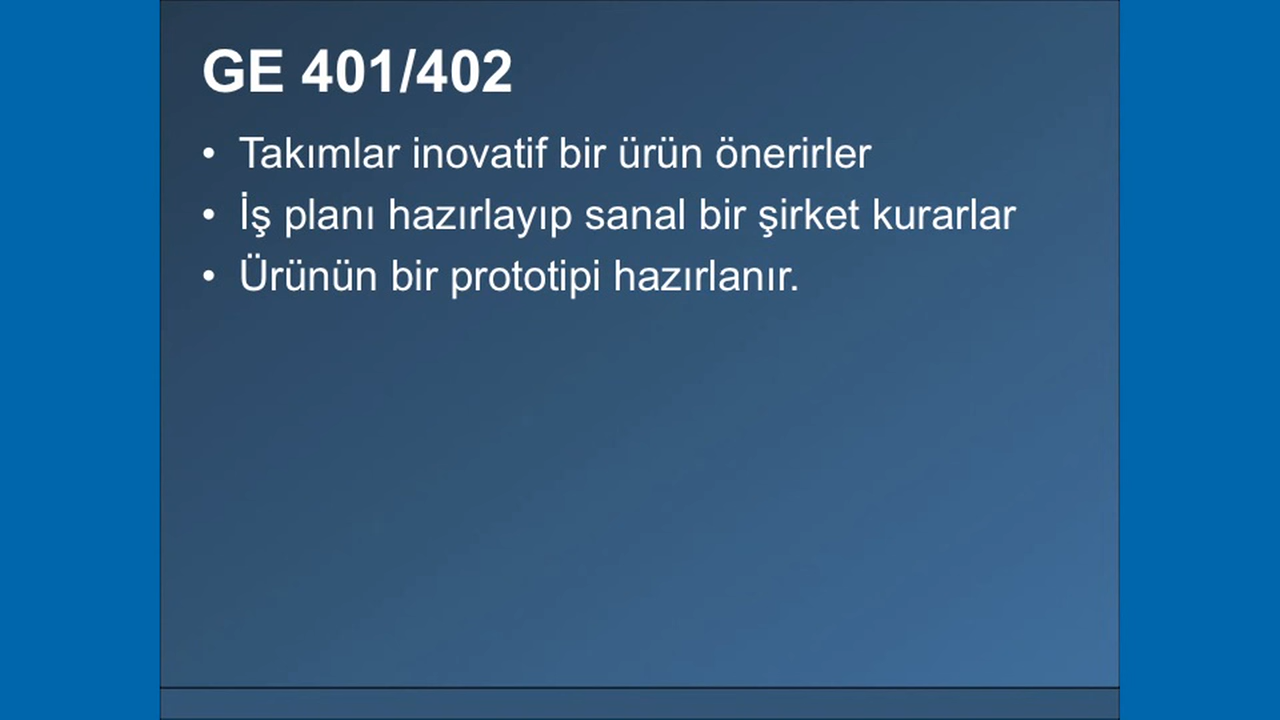 GE 401/402
• Takımlar inovatif bir ürün önerirler
• İş planı hazırlayıp sanal bir şirket kurarlar
• Ürünün bir prototipi hazırlanır.